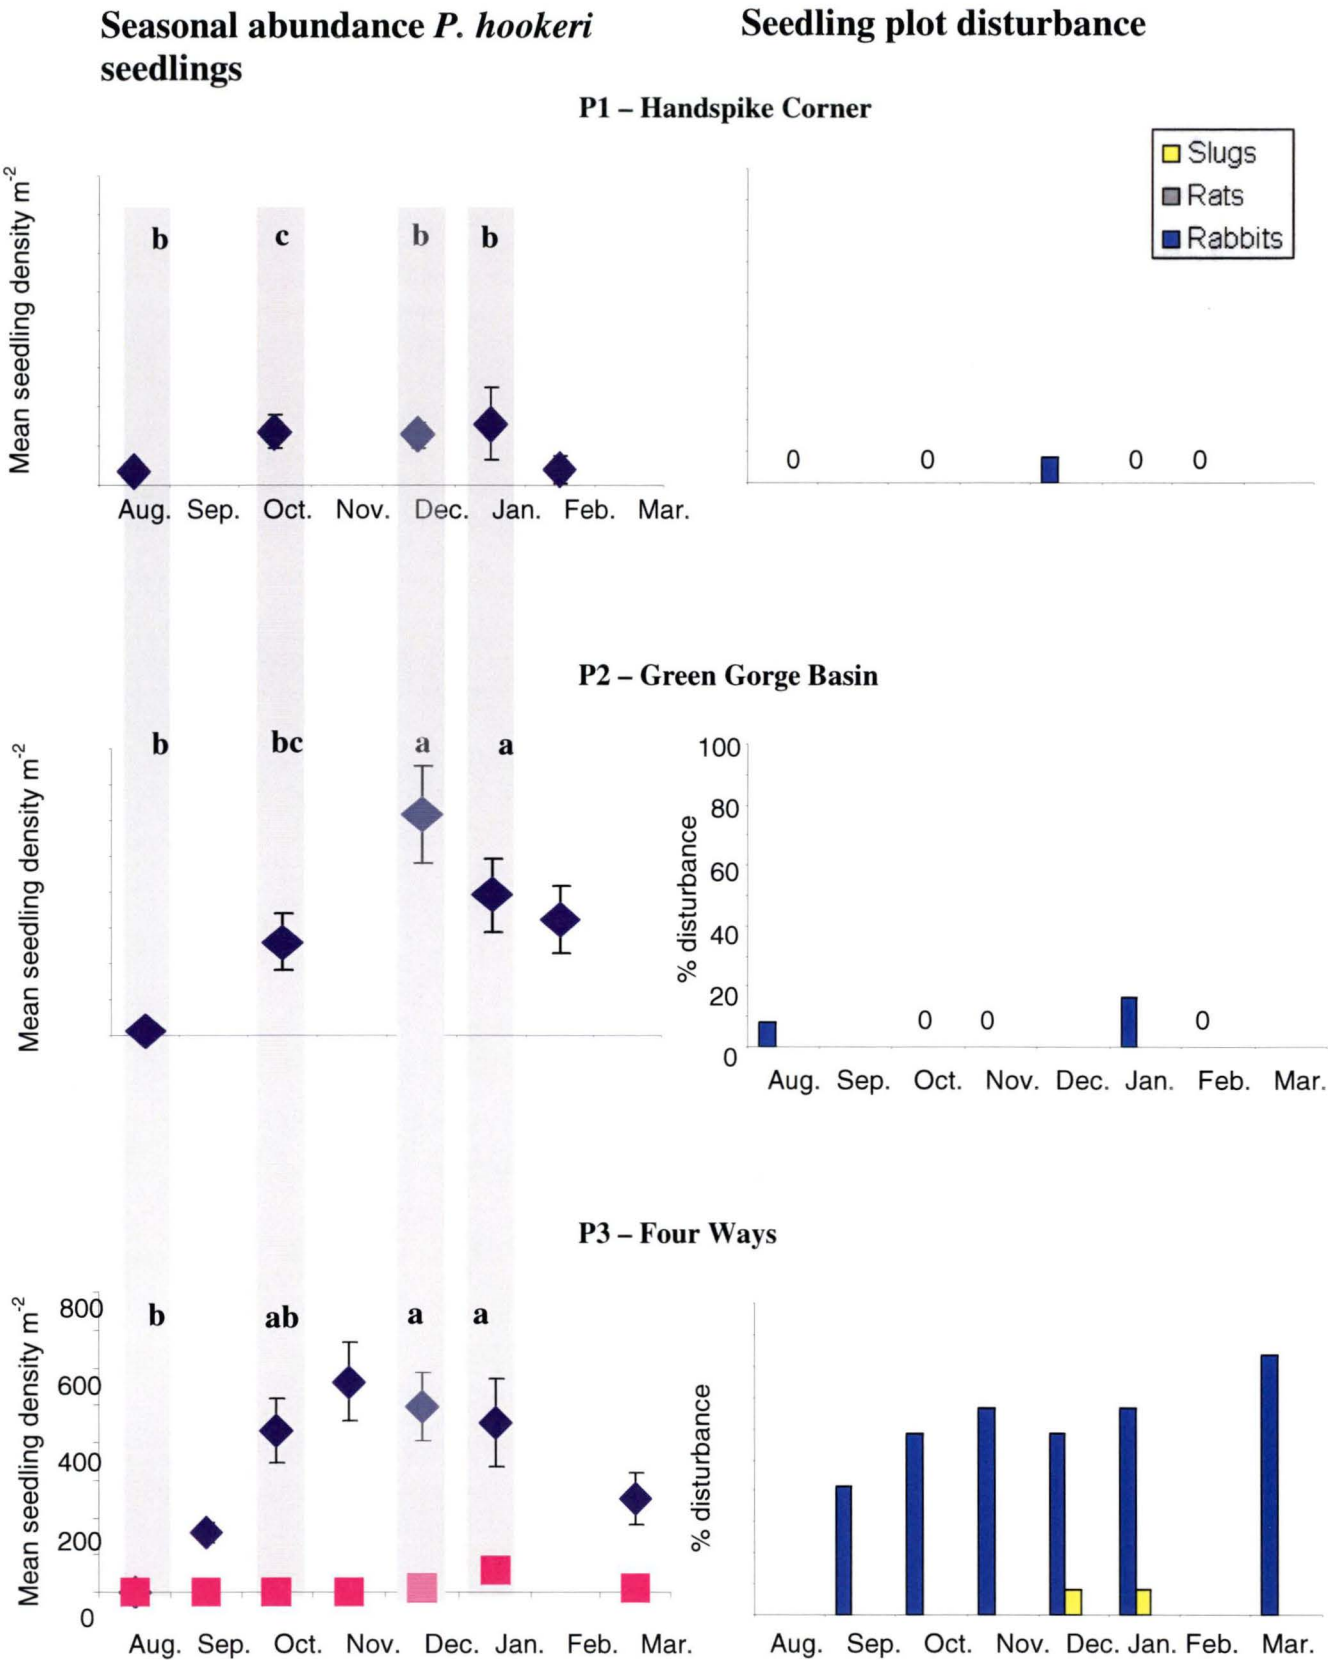 Seasonal abundance P. hookeri
seedlings
Seedling plot disturbance
P1 – Handspike Corner
Slugs
Rats
Rabbits
Mean seedling density m-2
b c b b
0 0 0 0
Aug. Sep. Oct. Nov. Dec. Jan. Feb. Mar.
P2 – Green Gorge Basin
Mean seedling density m-2
b bc a a
% disturbance
100
80
60
40
20
0
0 0 0
Aug. Sep. Oct. Nov. Dec. Jan. Feb. Mar.
P3 – Four Ways
Mean seedling density m-2
800
600
400
200
0
b ab a a
Aug. Sep. Oct. Nov. Dec. Jan. Feb. Mar.
% disturbance
Aug. Sep. Oct. Nov. Dec. Jan. Feb. Mar.